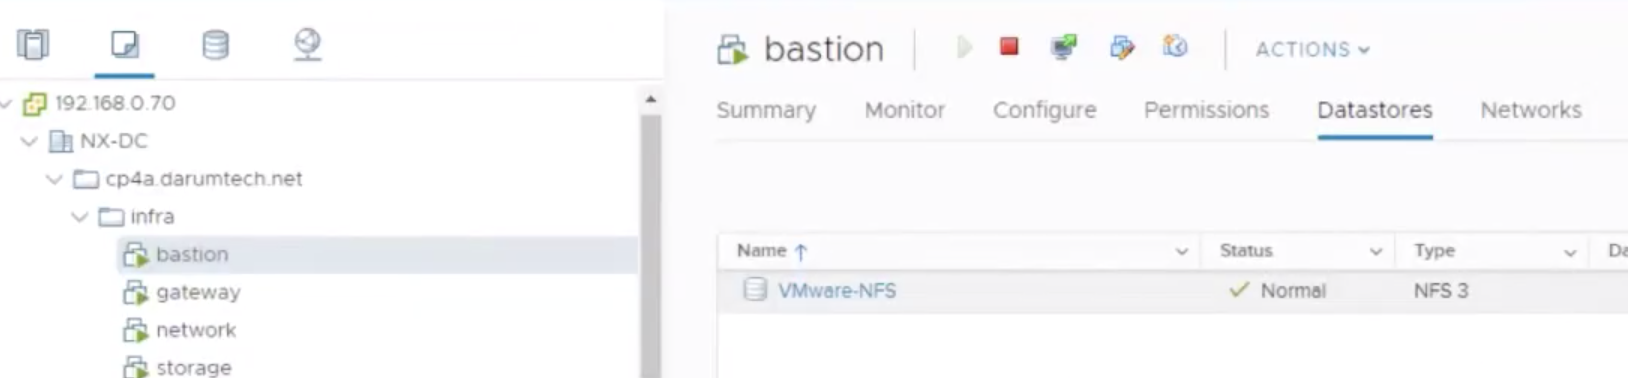 192.168.0.70
NX-DC
cp4a.darumtech.net
infra
bastion
gateway
network
storage
bastion ACTIONS
Summary Monitor Configure Permissions Datastores Networks
Name Status Type
VMware-NFS Normal NFS 3